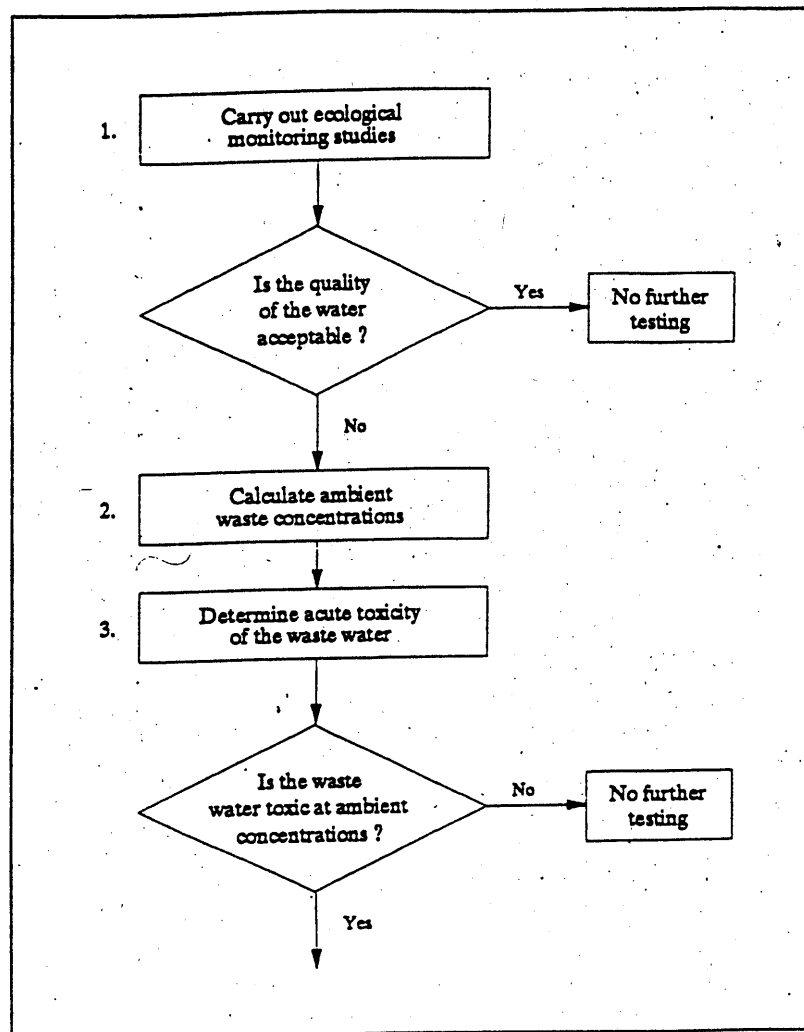 1.
Carry out ecological
monitoring studies
Is the quality
of the water
acceptable ?
Yes
No further
testing
No
2.
Calculate ambient
waste concentrations
3.
Determine acute toxicity
of the waste water
Is the waste
water toxic at ambient
concentrations ?
No
No further
testing
Yes